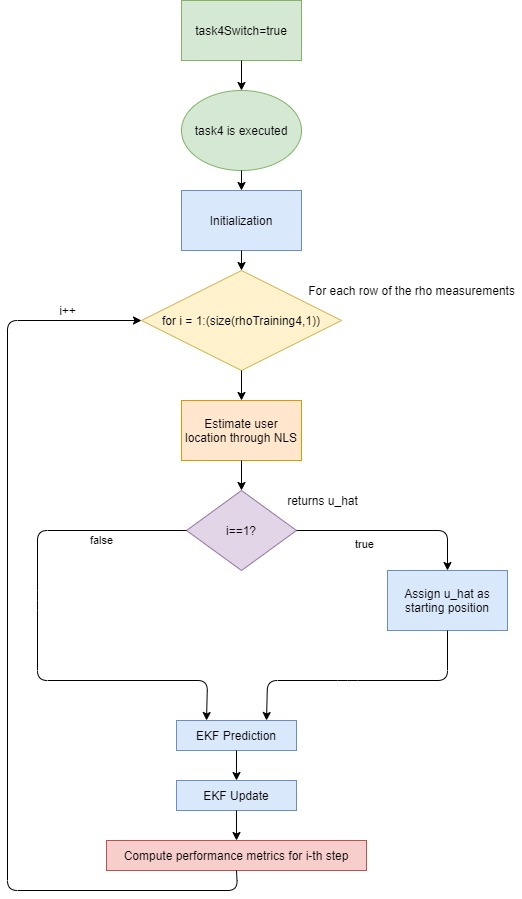 task4Switch=true
task4 is executed
Initialization
For each row of the rho measurements
i++
for i = 1:(size(rhoTraining4,1))
Estimate user
location through NLS
returns u_hat
i==1?
false
true
Assign u_hat as
starting position
EKF Prediction
EKF Update
Compute performance metrics for i-th step